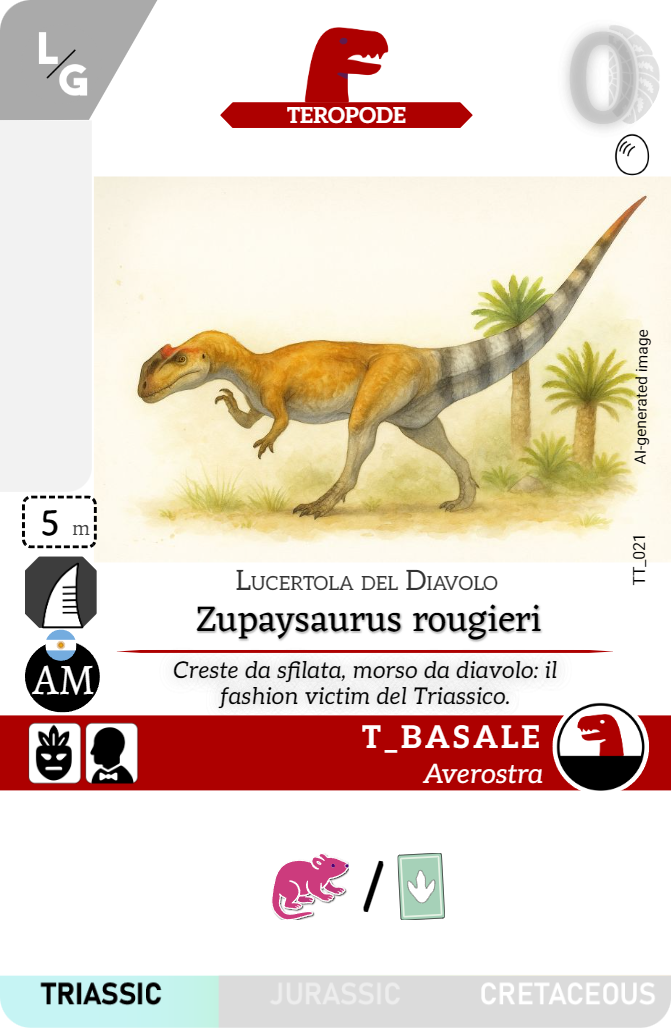 L/G
TEROPODE
0
AI-generated image
5 m
TT_021
LUCERTOLA DEL DIAVOLO
Zupaysaurus rougieri
AM
Creste da sfilata, morso da diavolo: il
fashion victim del Triassico.
T_BASALE
Averostra
/
TRIASSIC JURASSIC CRETACEOUS